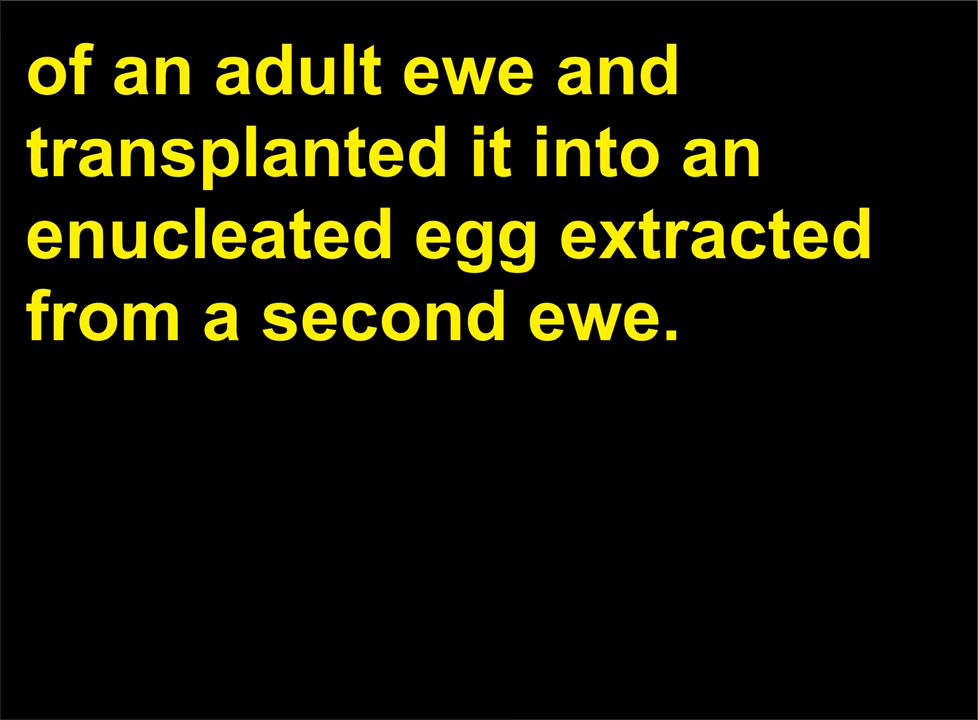 of an adult ewe and
transplanted it into an
enucleated egg extracted
from a second ewe.